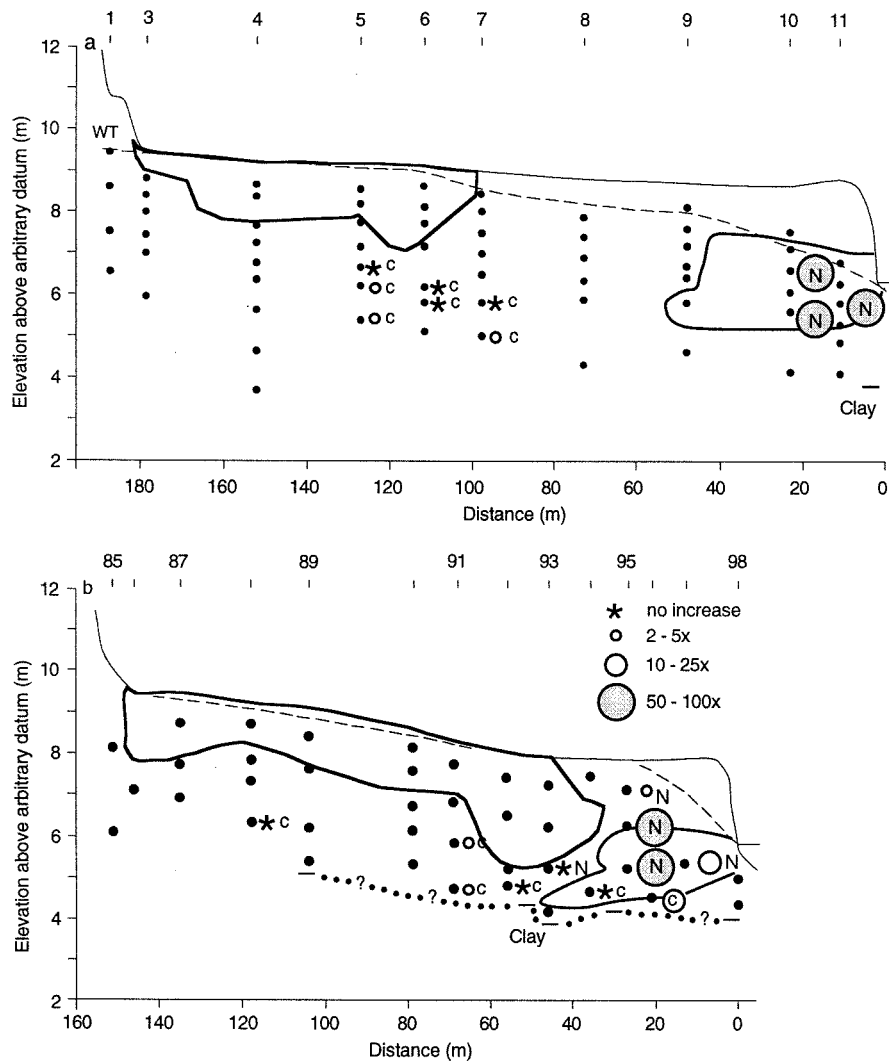 1 3 4 5 6 7 8 9 10 11
a
12
10
8
6
4
2
Elevation above arbitrary datum (m)
WT
c
c
c
c
c
c
c
N
N
N
Clay
180 160 140 120 100 80 60 40 20 0
Distance (m)
85 87 89 91 93 95 98
b
12
10
8
6
4
2
Elevation above arbitrary datum (m)
no increase
2 - 5x
10 - 25x
50 - 100x
N
N
c
c
N
N
N
c
c
c
c
? ? ?
Clay
160 140 120 100 80 60 40 20 0
Distance (m)